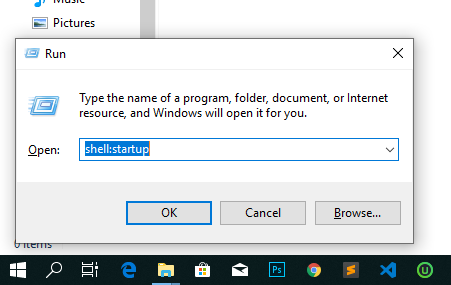 Music
Pictures
Run
Type the name of a program, folder, document, or Internet
resource, and Windows will open it for you.
Open: shell:startup
OK Cancel Browse...
0 items
Ps